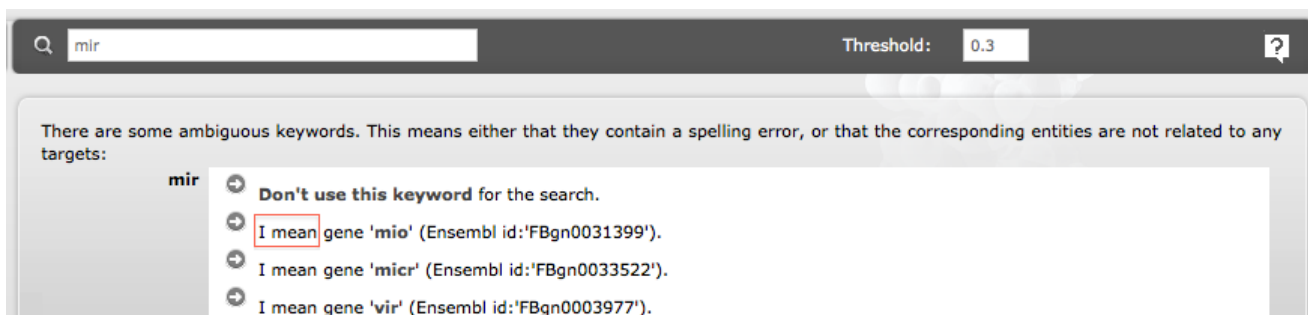 mir
Threshold: 0.3
?
There are some ambiguous keywords. This means either that they contain a spelling error, or that the corresponding entities are not related to any
targets:
mir
Don't use this keyword for the search.
I mean gene 'mio' (Ensembl id:'FBgn0031399').
I mean gene 'micr' (Ensembl id:'FBgn0033522').
I mean gene 'vir' (Ensembl id:'FBgn0003977').